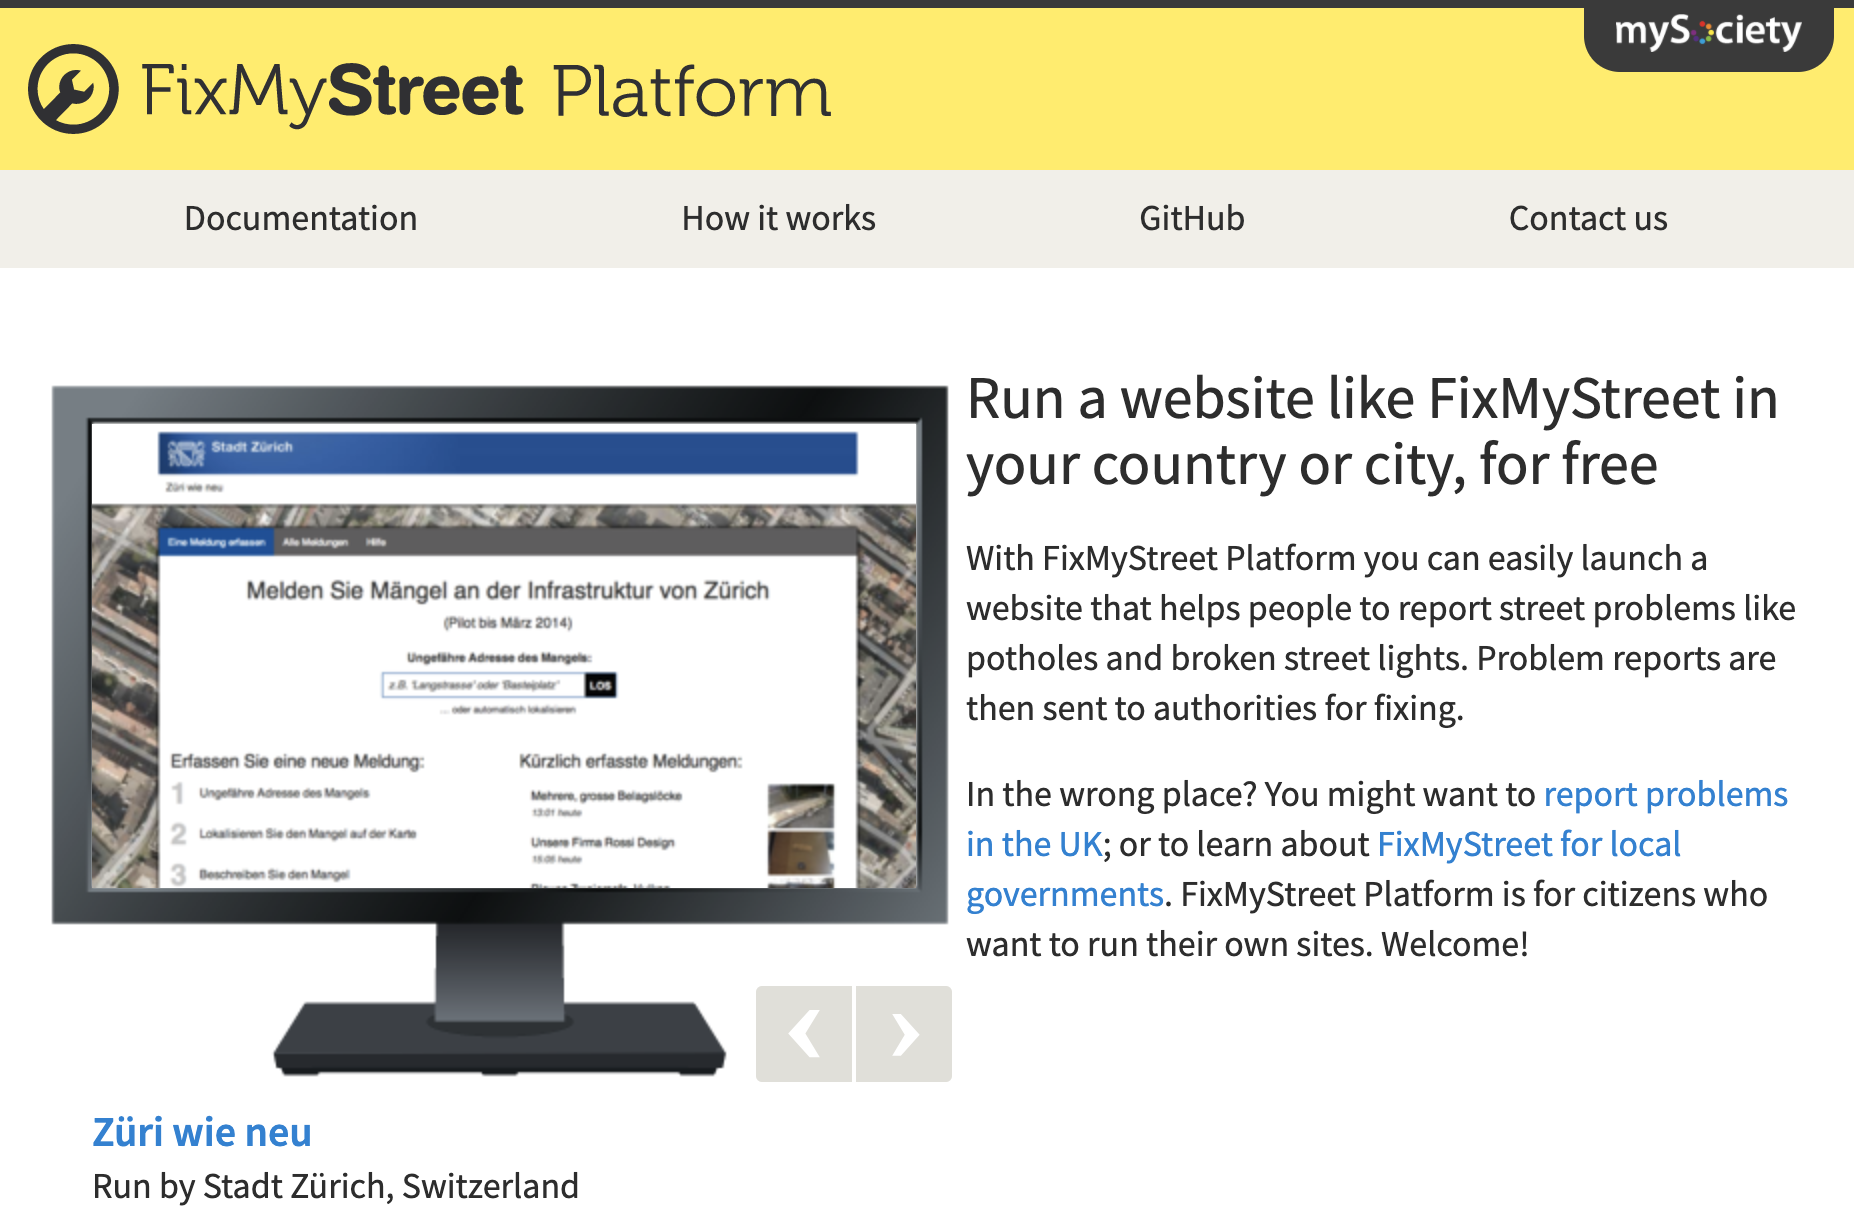 mySociety
FixMyStreet Platform
Documentation
How it works
GitHub
Contact us
Stadt Zürich
Züri wie neu
Eine Meldung erfassen Alle Meldungen Hilfe
Melden Sie Mängel an der Infrastruktur von Zürich
(Pilot bis März 2014)
Ungefähre Adresse des Mangels:
z.B. 'Langstrasse' oder 'Basteiplatz' LOS
... oder automatisch lokalisieren
Erfassen Sie eine neue Meldung:
1 Ungefähre Adresse des Mangels
2 Lokalisieren Sie den Mangel auf der Karte
3 Beschreiben Sie den Mangel
Kürzlich erfasste Meldungen:
Mehrere, grosse Belagslöcke
13:01 heute
Unsere Firma Rossi Design
15:05 heute
Run a website like FixMyStreet in
your country or city, for free
With FixMyStreet Platform you can easily launch a
website that helps people to report street problems like
potholes and broken street lights. Problem reports are
then sent to authorities for fixing.
In the wrong place? You might want to report problems
in the UK; or to learn about FixMyStreet for local
governments. FixMyStreet Platform is for citizens who
want to run their own sites. Welcome!
Züri wie neu
Run by Stadt Zürich, Switzerland